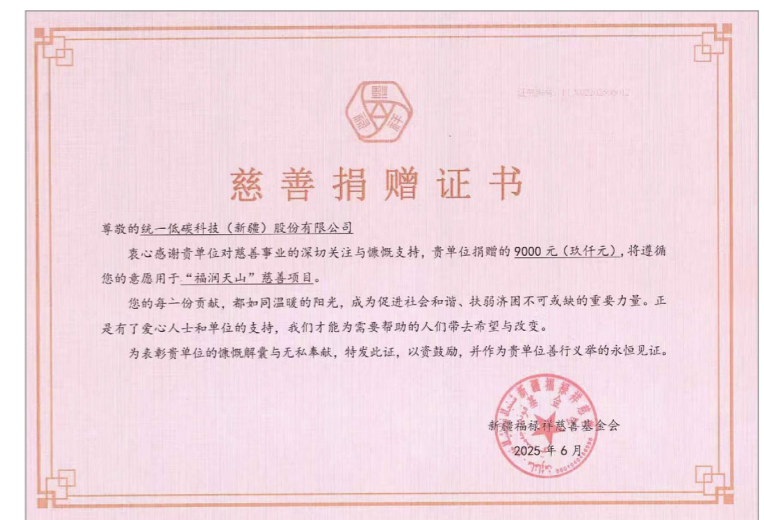 慈善捐赠证书
尊敬的统一低碳科技（新疆）股份有限公司
衷心感谢贵单位对慈善事业的深切关注与慷慨支持，贵单位捐赠的 9000 元（玖仟元）,将遵循
您的意愿用于“福润天山”慈善项目。
您的每一份贡献，都如同温暖的阳光，成为促进社会和谐、扶弱济困不可或缺的重要力量。正
是有了爱心人士和单位的支持，我们才能为需要帮助的人们带去希望与改变。
为表彰贵单位的慷慨解囊与无私奉献，特发此证，以资鼓励，并作为贵单位善行义举的永恒见证。
新疆福禄祥慈善基金会
2025 年 6 月